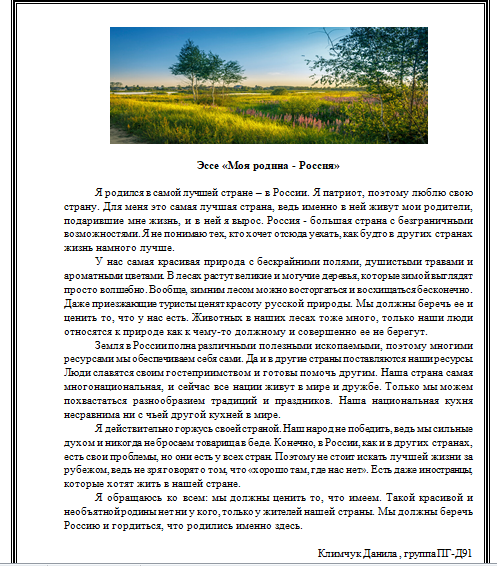 Эссе «Моя родина - Россия»
Я родился в самой лучшей стране – в России. Я патриот, поэтому люблю свою
страну. Для меня это самая лучшая страна, ведь именно в ней живут мои родители,
подарившие мне жизнь, и в ней я вырос. Россия - большая страна с безграничными
возможностями. Я не понимаю тех, кто хочет отсюда уехать, как будто в других странах
жизнь намного лучше.
У нас самая красивая природа с бескрайними полями, душистыми травами и
ароматными цветами. В лесах растут великие и могучие деревья, которые зимой выглядят
просто волшебно. Вообще, зимним лесом можно восторгаться и восхищаться бесконечно.
Даже приезжающие туристы ценят красоту русской природы. Мы должны беречь ее и
ценить то, что у нас есть. Животных в наших лесах тоже много, только наши люди
относятся к природе как к чему-то должному и совершенно ее не берегут.
Земля в России полна различными полезными ископаемыми, поэтому многими
ресурсами мы обеспечиваем себя сами. Да и в другие страны поставляются наши ресурсы.
Люди славятся своим гостеприимством и готовы помочь другим. Наша страна самая
многонациональная, и сейчас все нации живут в мире и дружбе. Только мы можем
похвастаться разнообразием традиций и праздников. Наша национальная кухня
несравнима ни с чьей другой кухней в мире.
Я действительно горжусь своей страной. Наш народ не победить, ведь мы сильные
духом и никогда не бросаем товарища в беде. Конечно, в России, как и в других странах,
есть свои проблемы, но они есть у всех стран. Поэтому не стоит искать лучшей жизни за
рубежом, ведь не зря говорят о том, что «хорошо там, где нас нет». Есть даже иностранцы,
которые хотят жить в нашей стране.
Я обращаюсь ко всем: мы должны ценить то, что имеем. Такой красивой и
необъятной родины нет ни у кого, только у жителей нашей страны. Мы должны беречь
Россию и гордиться, что родились именно здесь.
Климчук Данила , группа ПГ-Д91